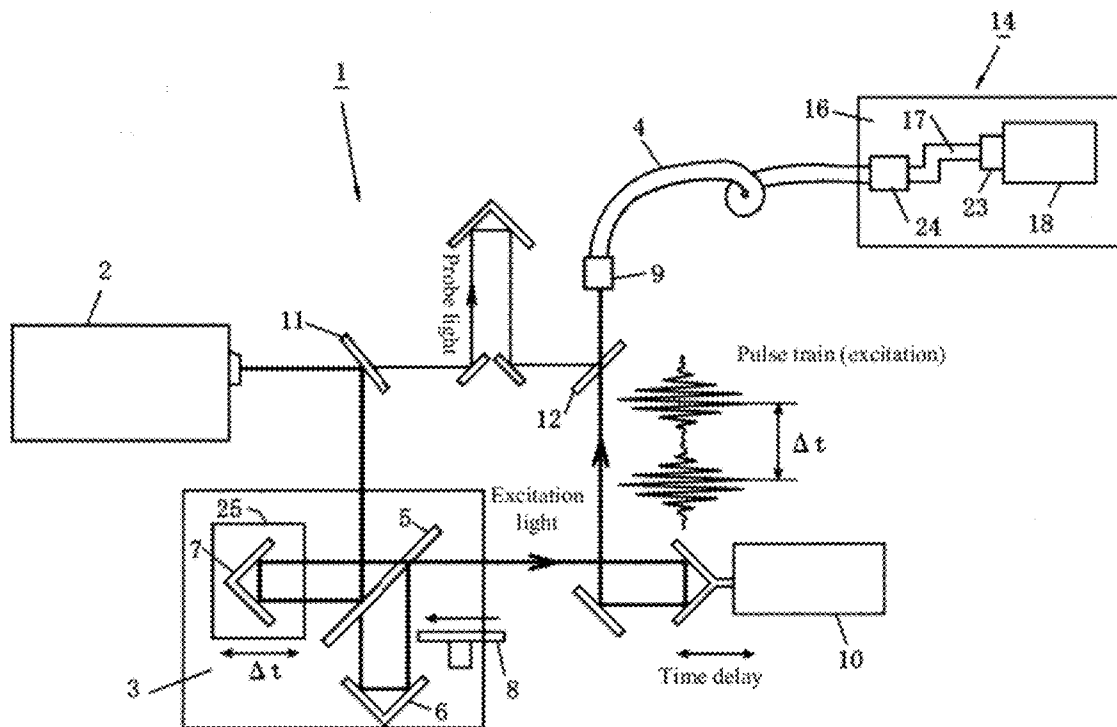 14
1
16
17
4
24
23
18
9
2
11
Probe light
Pulse train (excitation)
12
Δt
Excitation
light
25
5
7
10
8
Δt
3
6
Time delay